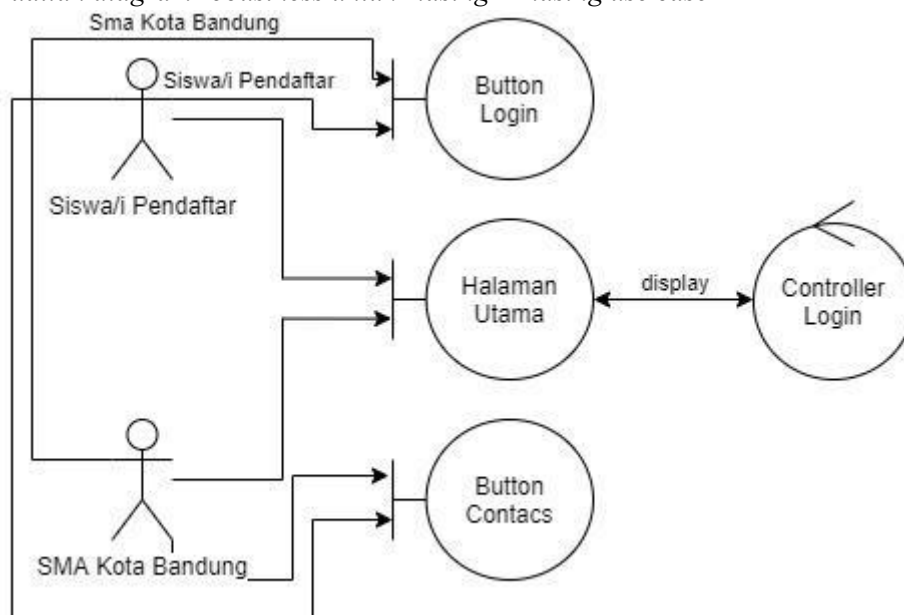 Sma Kota Bandung
Siswa/i Pendaftar
Button
Login
Siswa/i Pendaftar
Halaman
Utama
display
Controller
Login
Button
Contacs
SMA Kota Bandung